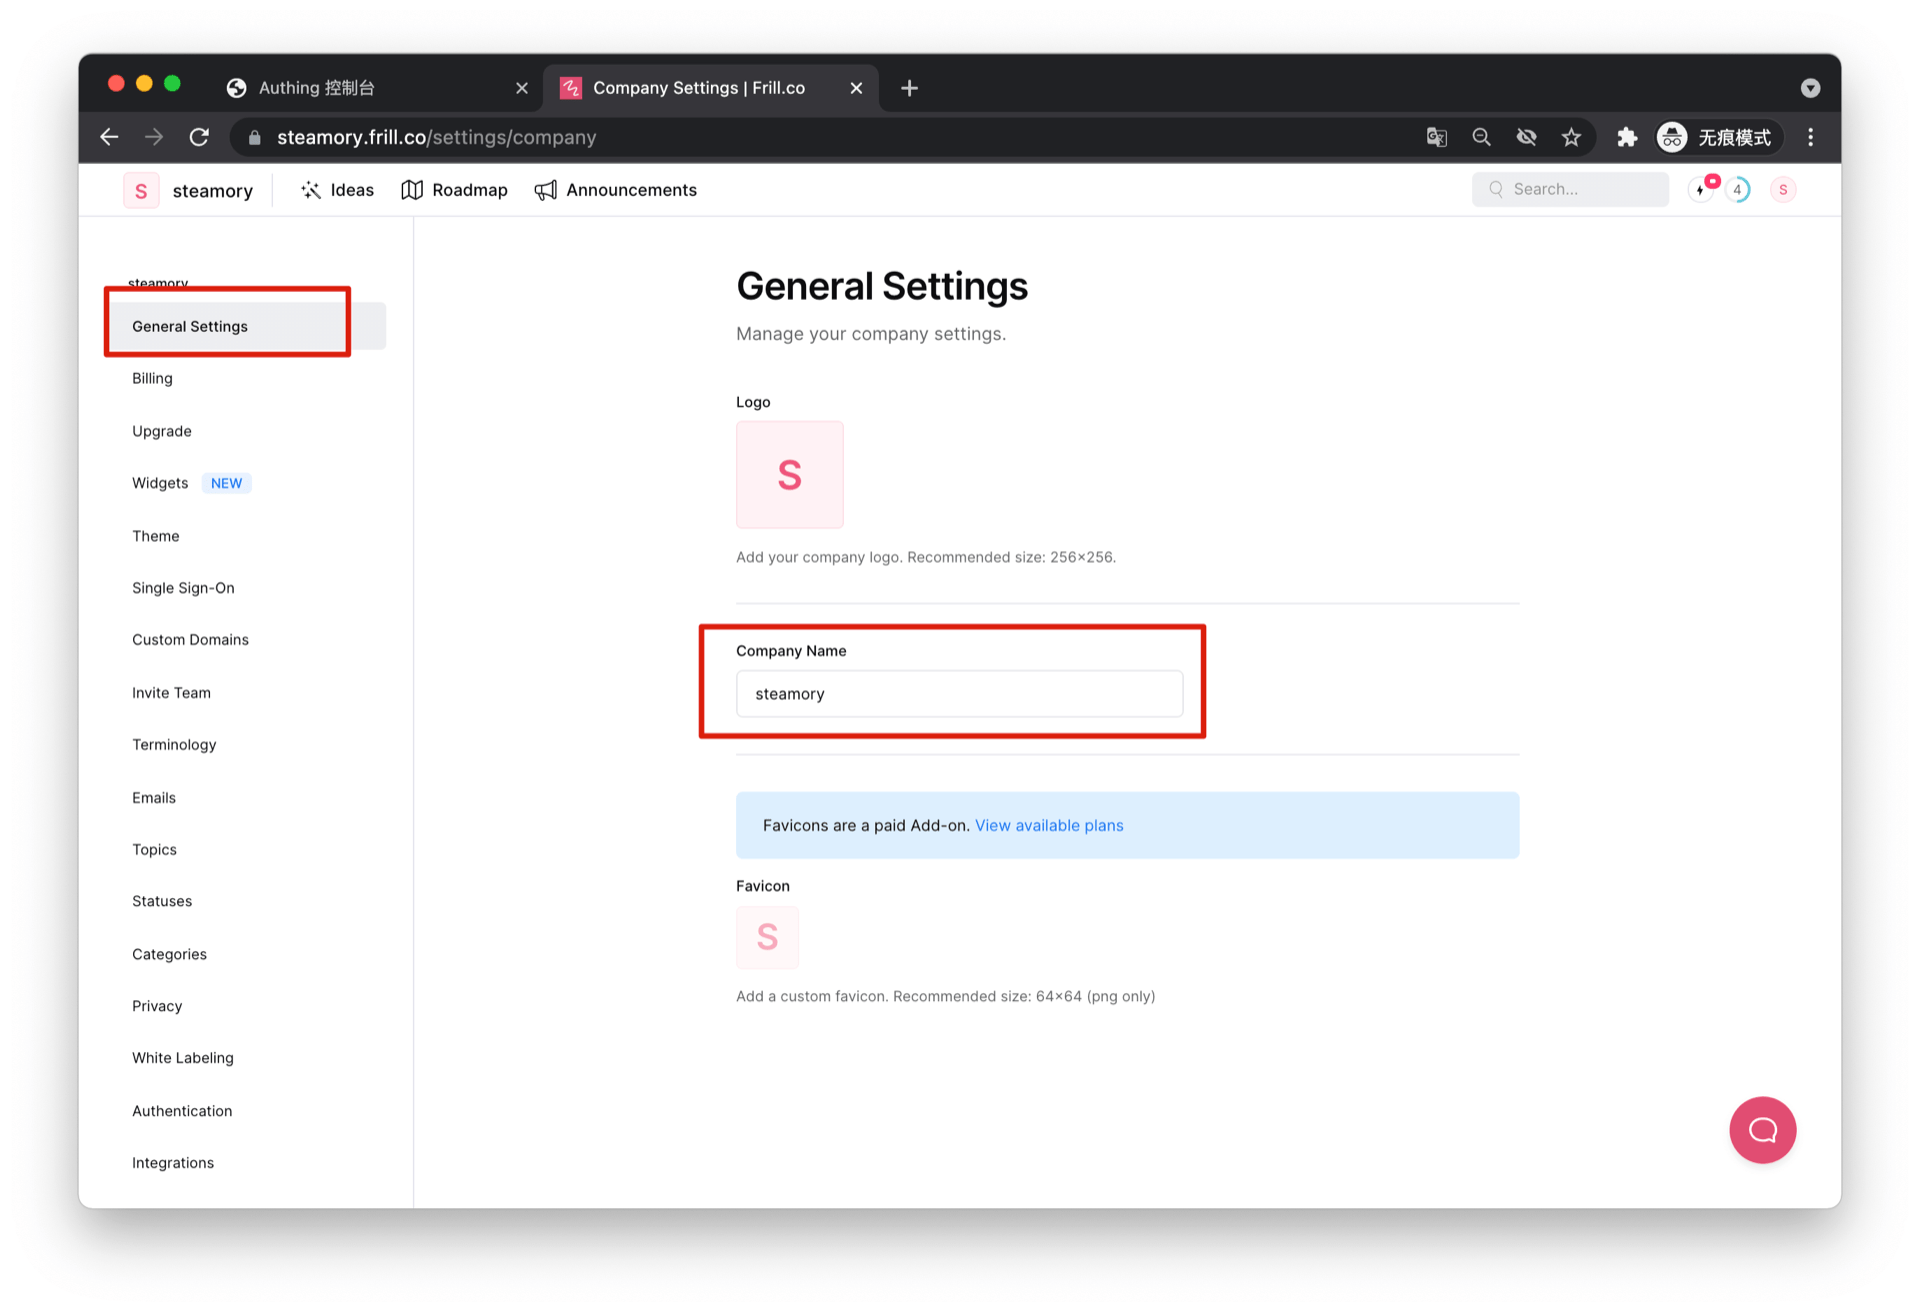 Authing 控制台
Company Settings | Frill.co
steamory.frill.co/settings/company
无痕模式
S steamory Ideas Roadmap Announcements Search... 4 S
steamory
General Settings
Billing
Upgrade
Widgets NEW
Theme
Single Sign-On
Custom Domains
Invite Team
Terminology
Emails
Topics
Statuses
Categories
Privacy
White Labeling
Authentication
Integrations
General Settings
Manage your company settings.
Logo
S
Add your company logo. Recommended size: 256×256.
Company Name
steamory
Favicons are a paid Add-on. View available plans
Favicon
S
Add a custom favicon. Recommended size: 64×64 (png only)